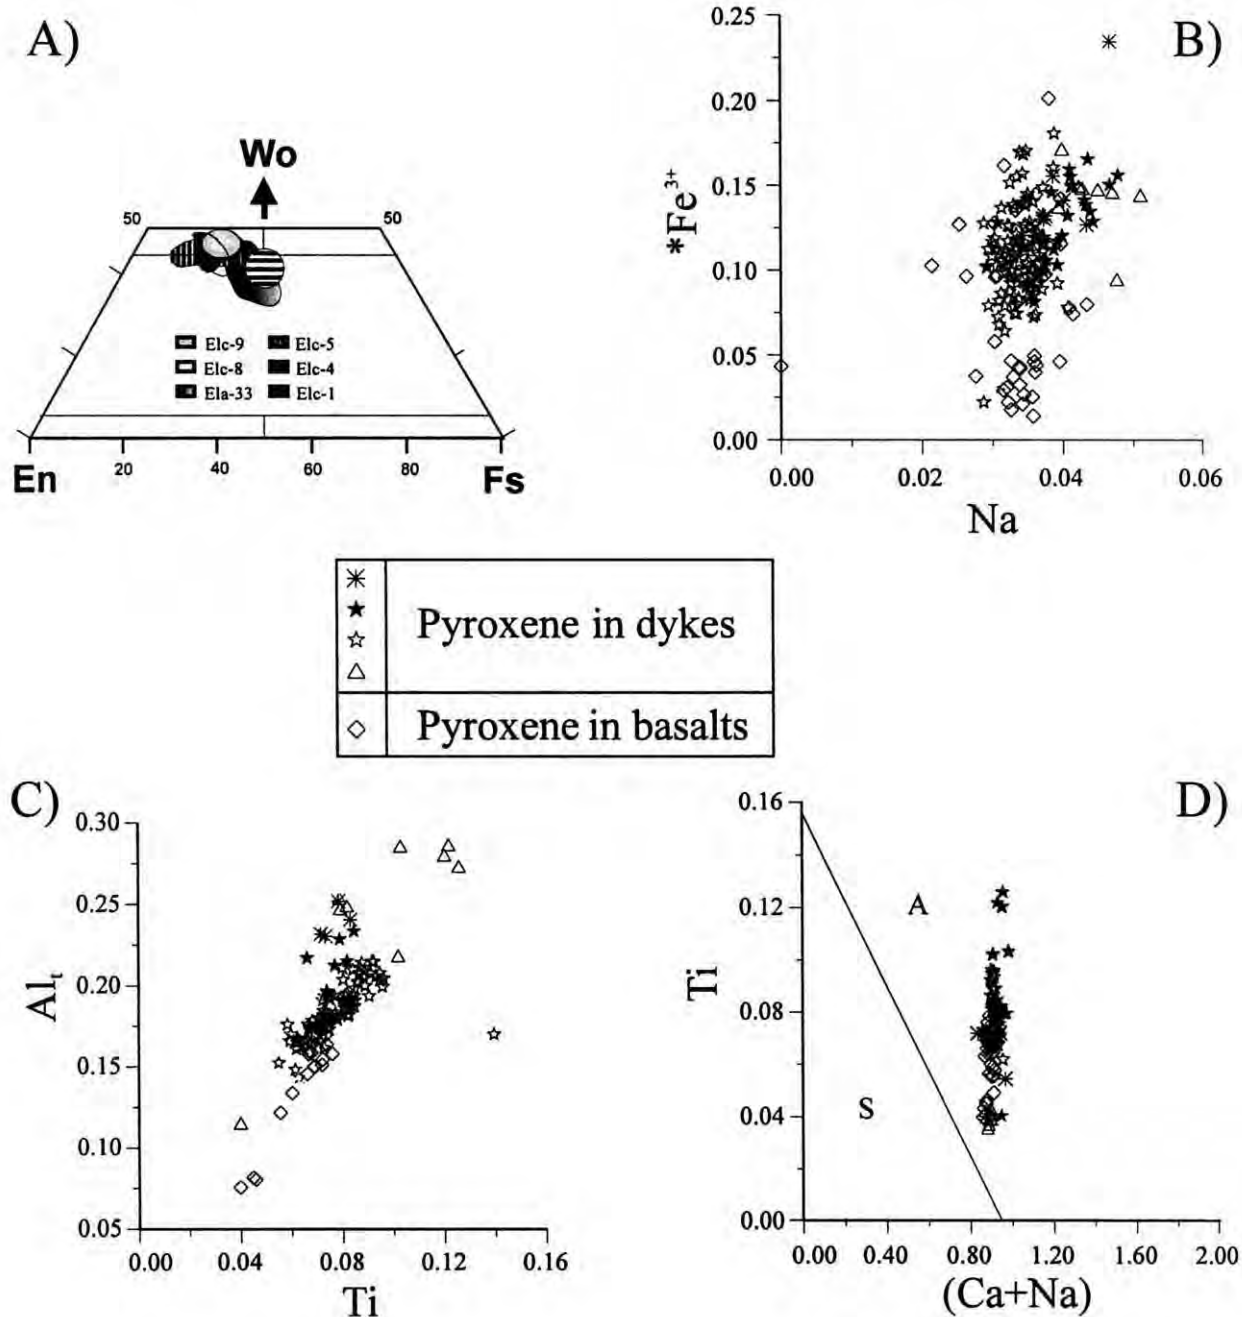 A)
Wo
50 50
Elc-9 Elc-5
Elc-8 Elc-4
Ela-33 Elc-1
En 20 40 60 80 Fs
B)
0.25
0.20
0.15
0.10
0.05
0.00
*Fe³⁺
0.00 0.02 0.04 0.06
Na
Pyroxene in dykes
Pyroxene in basalts
C)
0.30
0.25
0.20
0.15
0.10
0.05
Alₜ
0.00 0.04 0.08 0.12 0.16
Ti
D)
0.16
0.12
0.08
0.04
0.00
Ti
A
S
0.00 0.40 0.80 1.20 1.60 2.00
(Ca+Na)